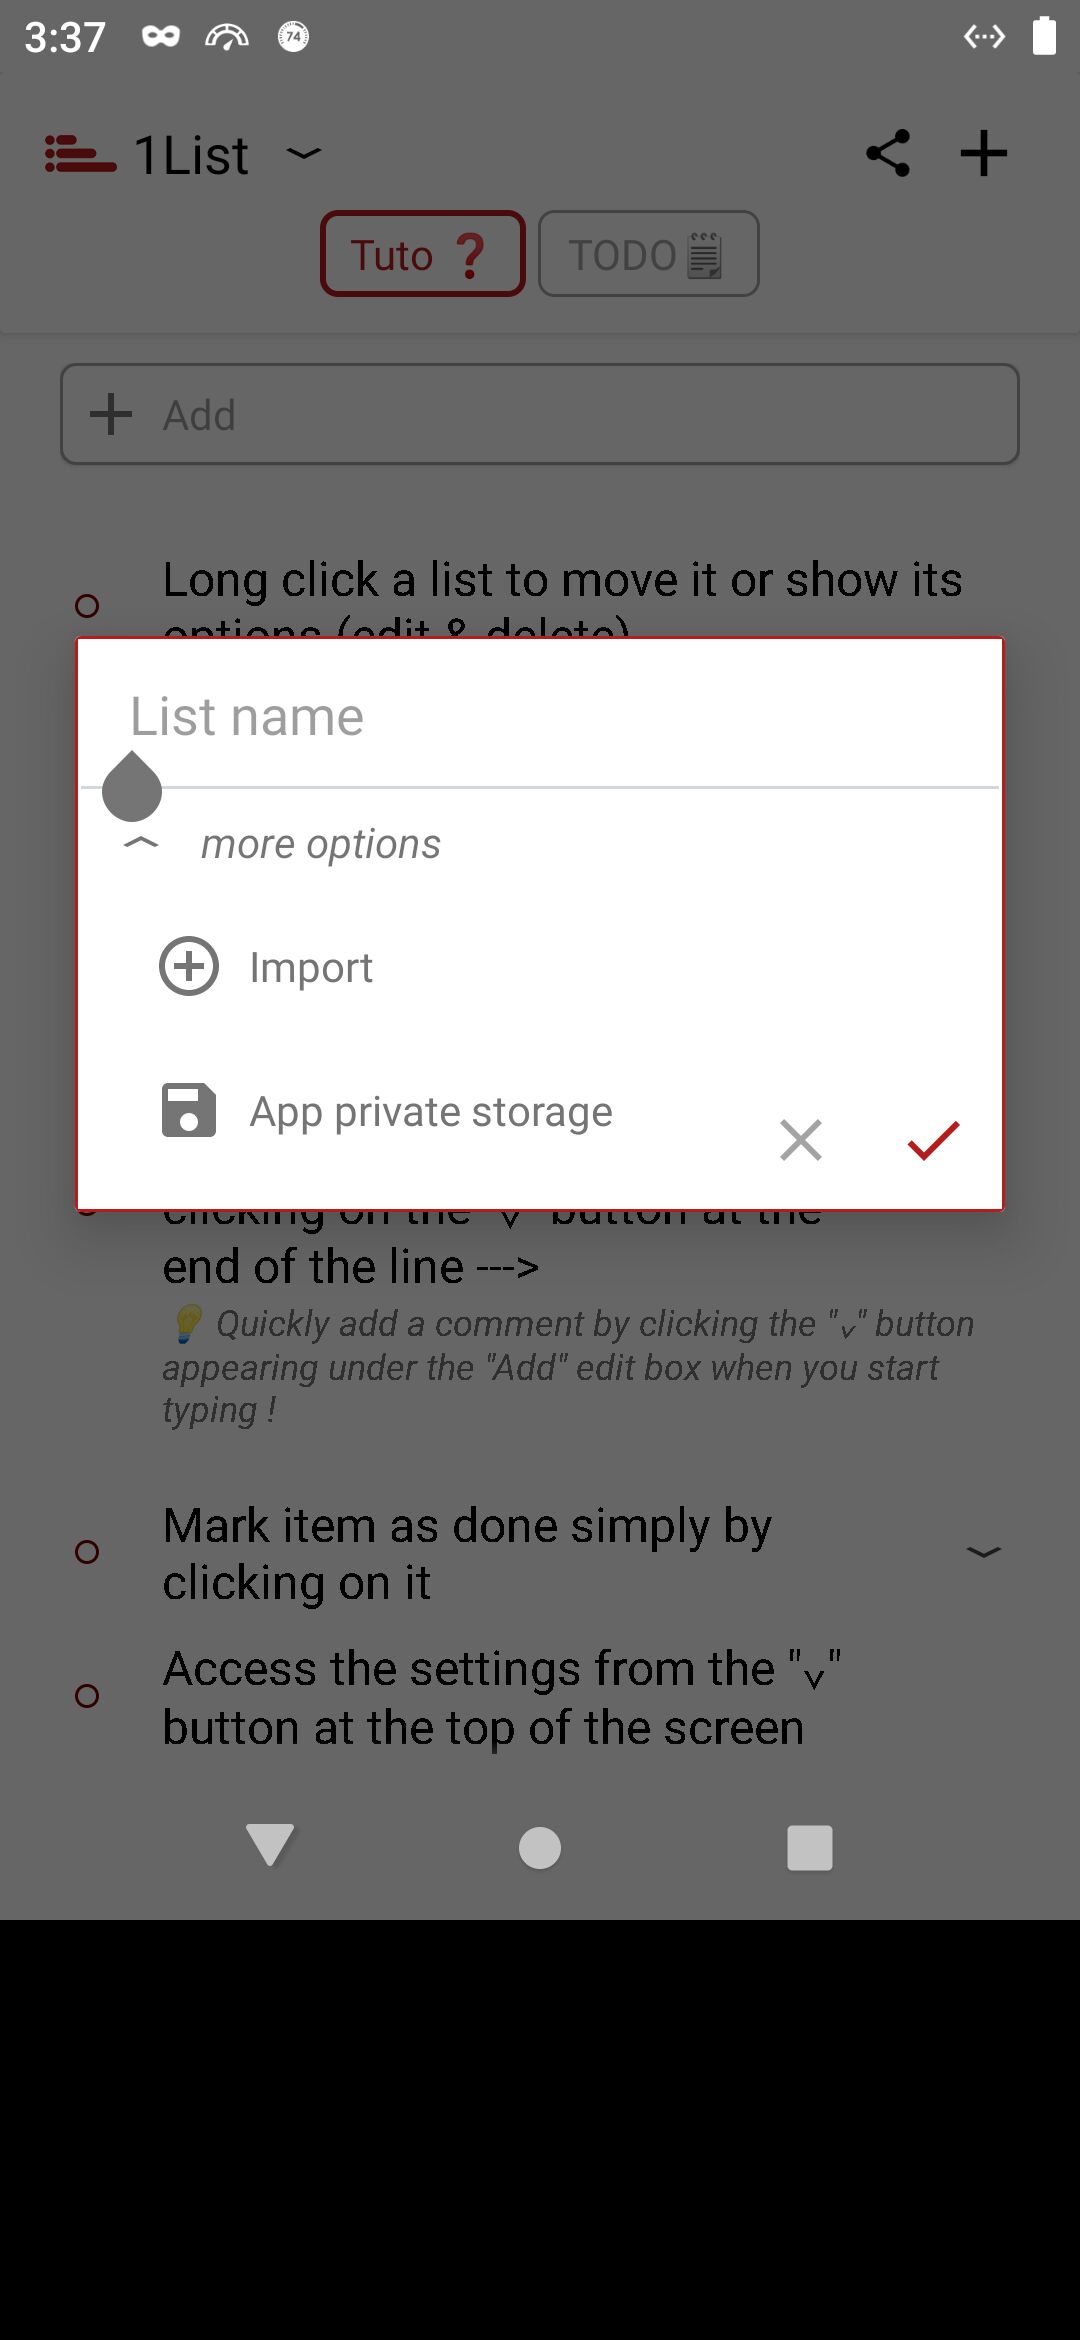 3:37
74
1List
Tuto ❓
TODO
Add
Long click a list to move it or show its
options (edit & delete)
List name
more options
Import
App private storage
clicking on the "v" button at the
end of the line --->
Quickly add a comment by clicking the "v" button
appearing under the "Add" edit box when you start
typing !
Mark item as done simply by
clicking on it
Access the settings from the "v"
button at the top of the screen